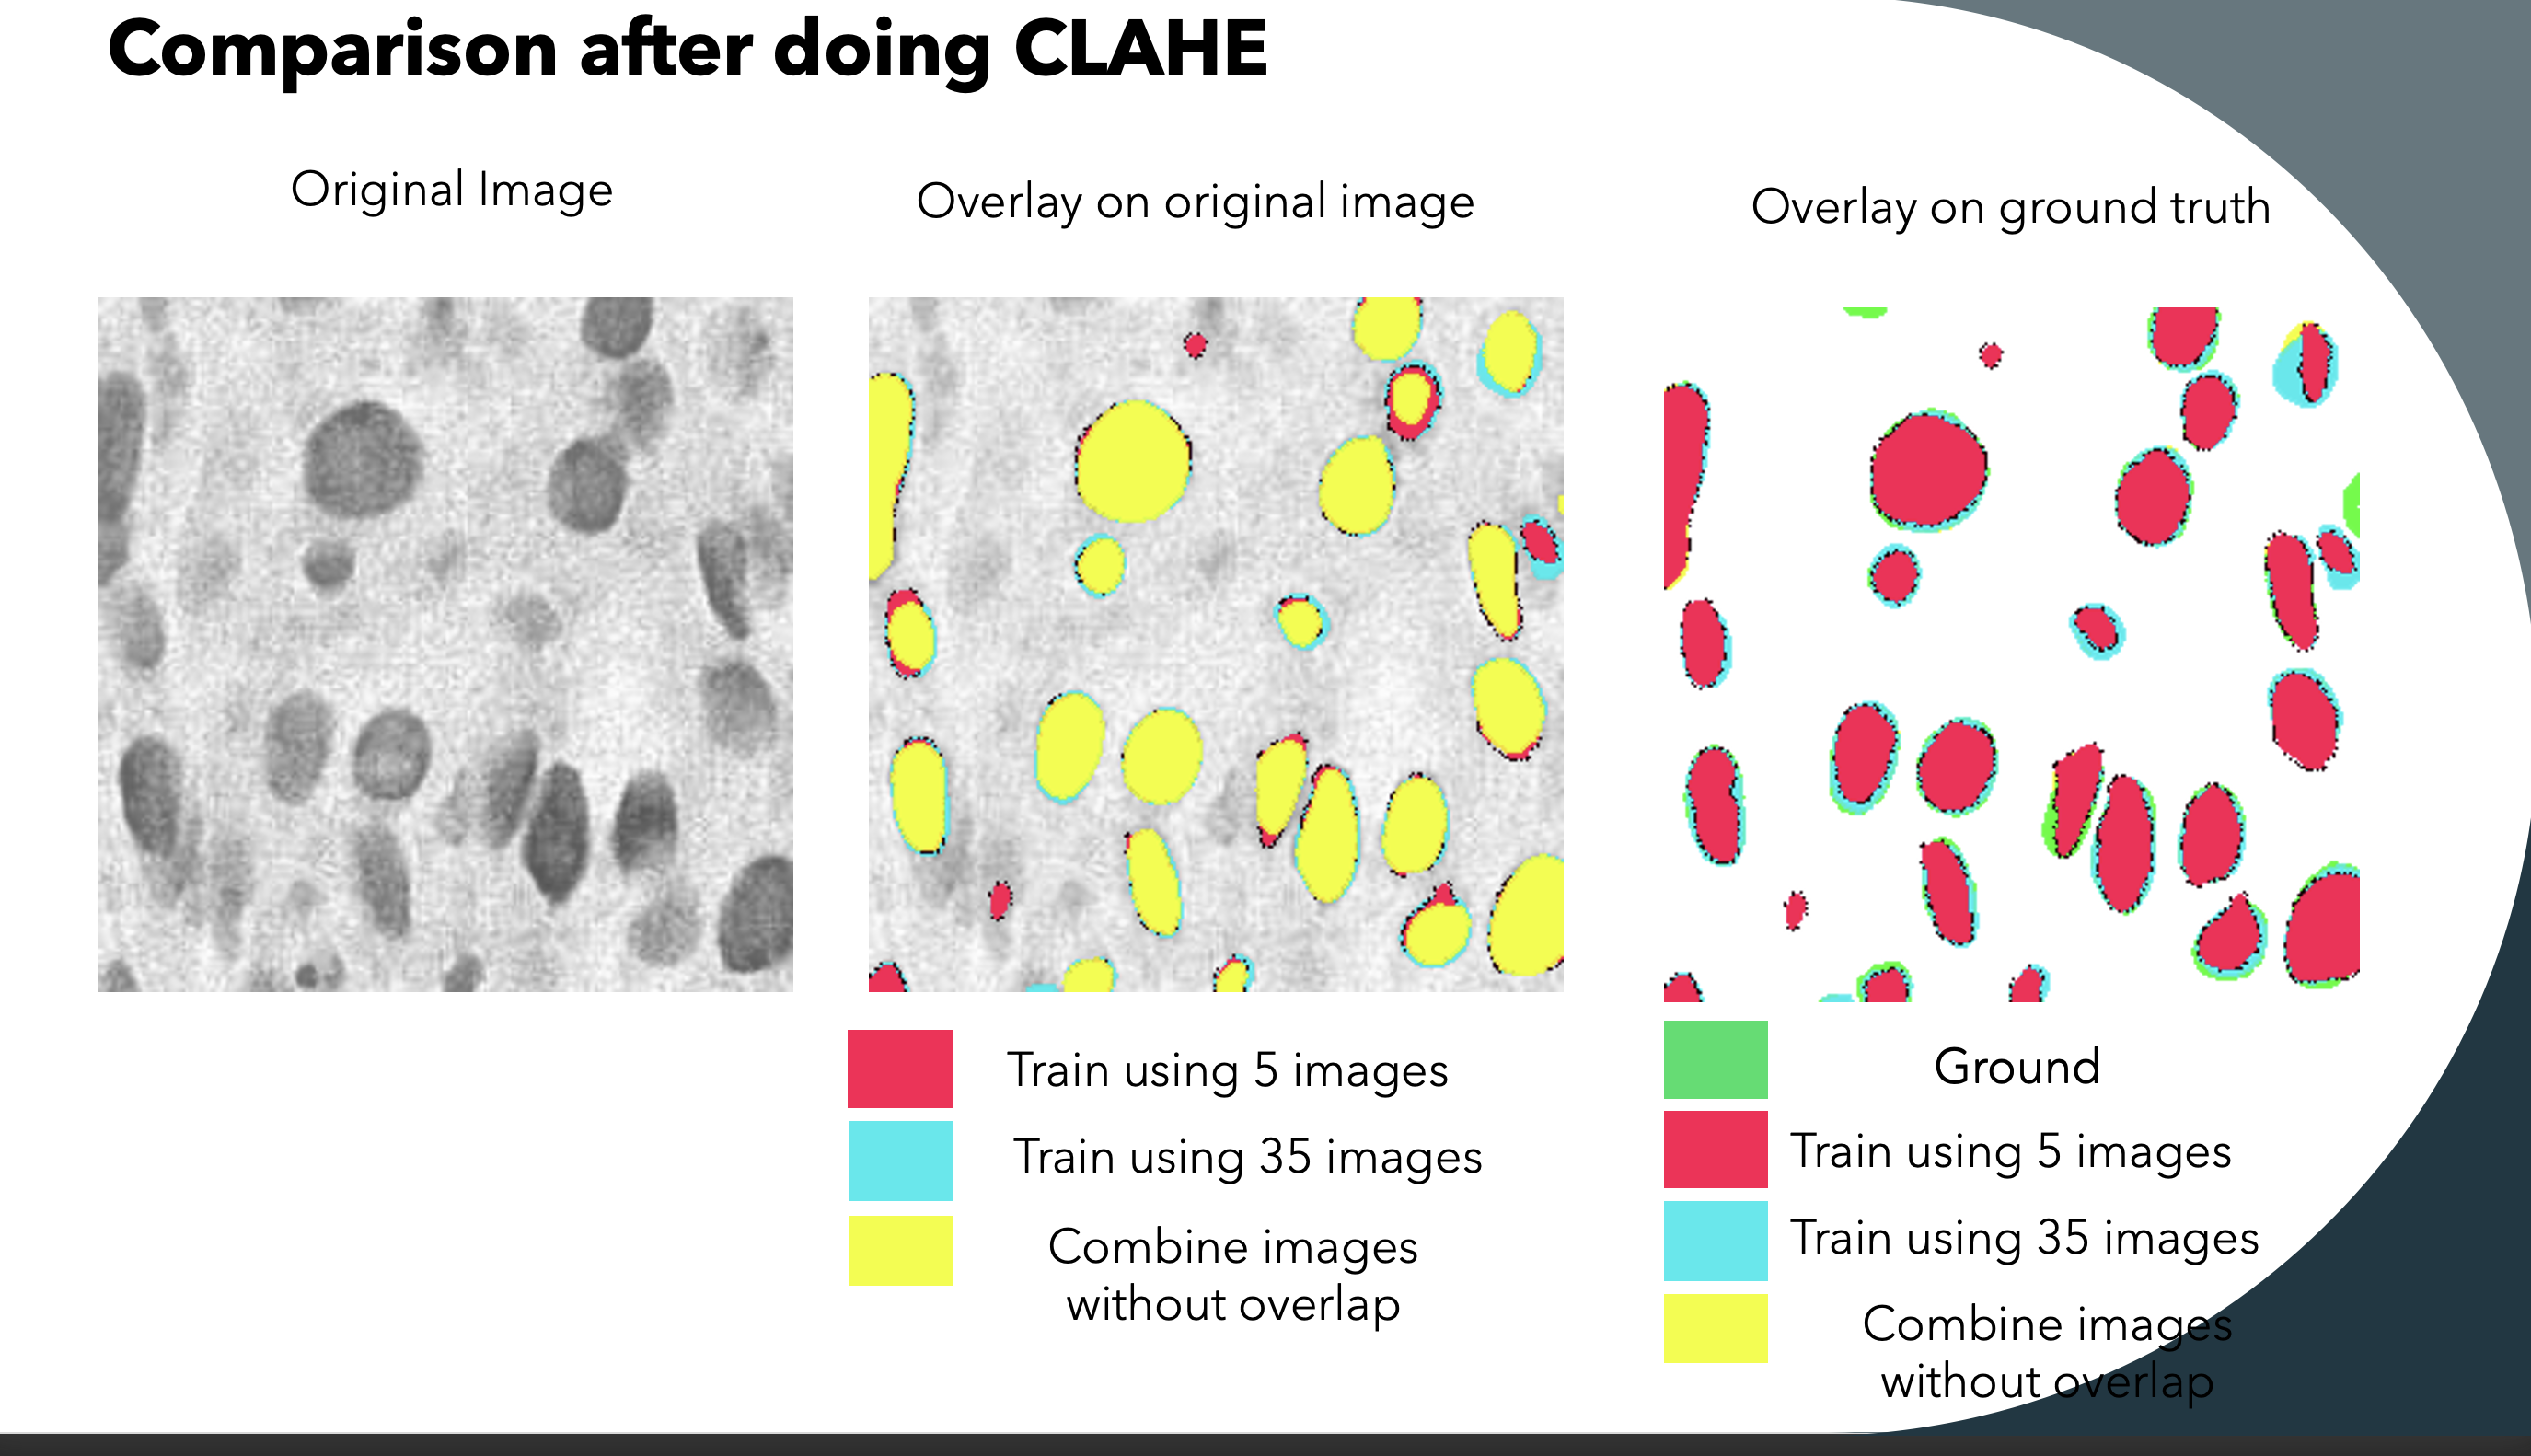 Comparison after doing CLAHE
Original Image
Overlay on original image
Overlay on ground truth
Train using 5 images
Train using 35 images
Combine images
without overlap
Ground
Train using 5 images
Train using 35 images
Combine images
without overlap